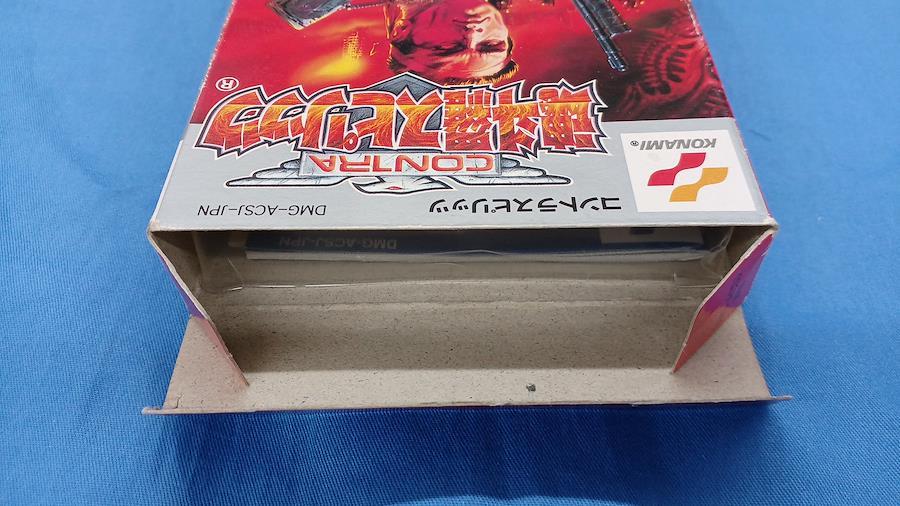 コントラスピリッツ
DMG-ACSJ-JPN
KONAMI®
CONTRA
魂斗羅スピリッツ
®
DMG-ACSJ-JPN